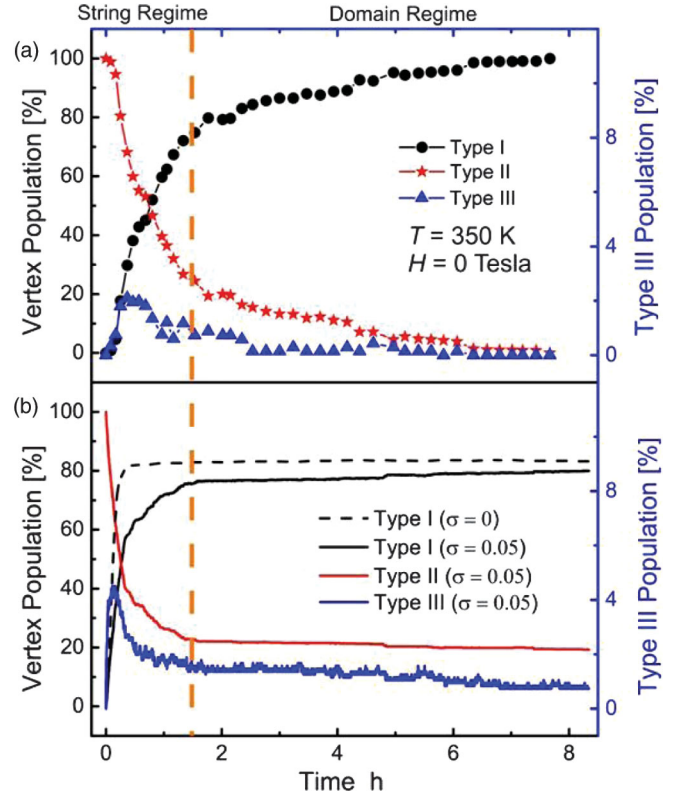 String Regime
Domain Regime
(a)
100
80
60
40
20
0
Vertex Population [%]
Type I
Type II
Type III
T = 350 K
H = 0 Tesla
8
4
0
Type III Population [%]
(b)
100
80
60
40
20
0
Vertex Population [%]
Type I (σ = 0)
Type I (σ = 0.05)
Type II (σ = 0.05)
Type III (σ = 0.05)
8
4
0
Type III Population [%]
0 2 4 6 8
Time h